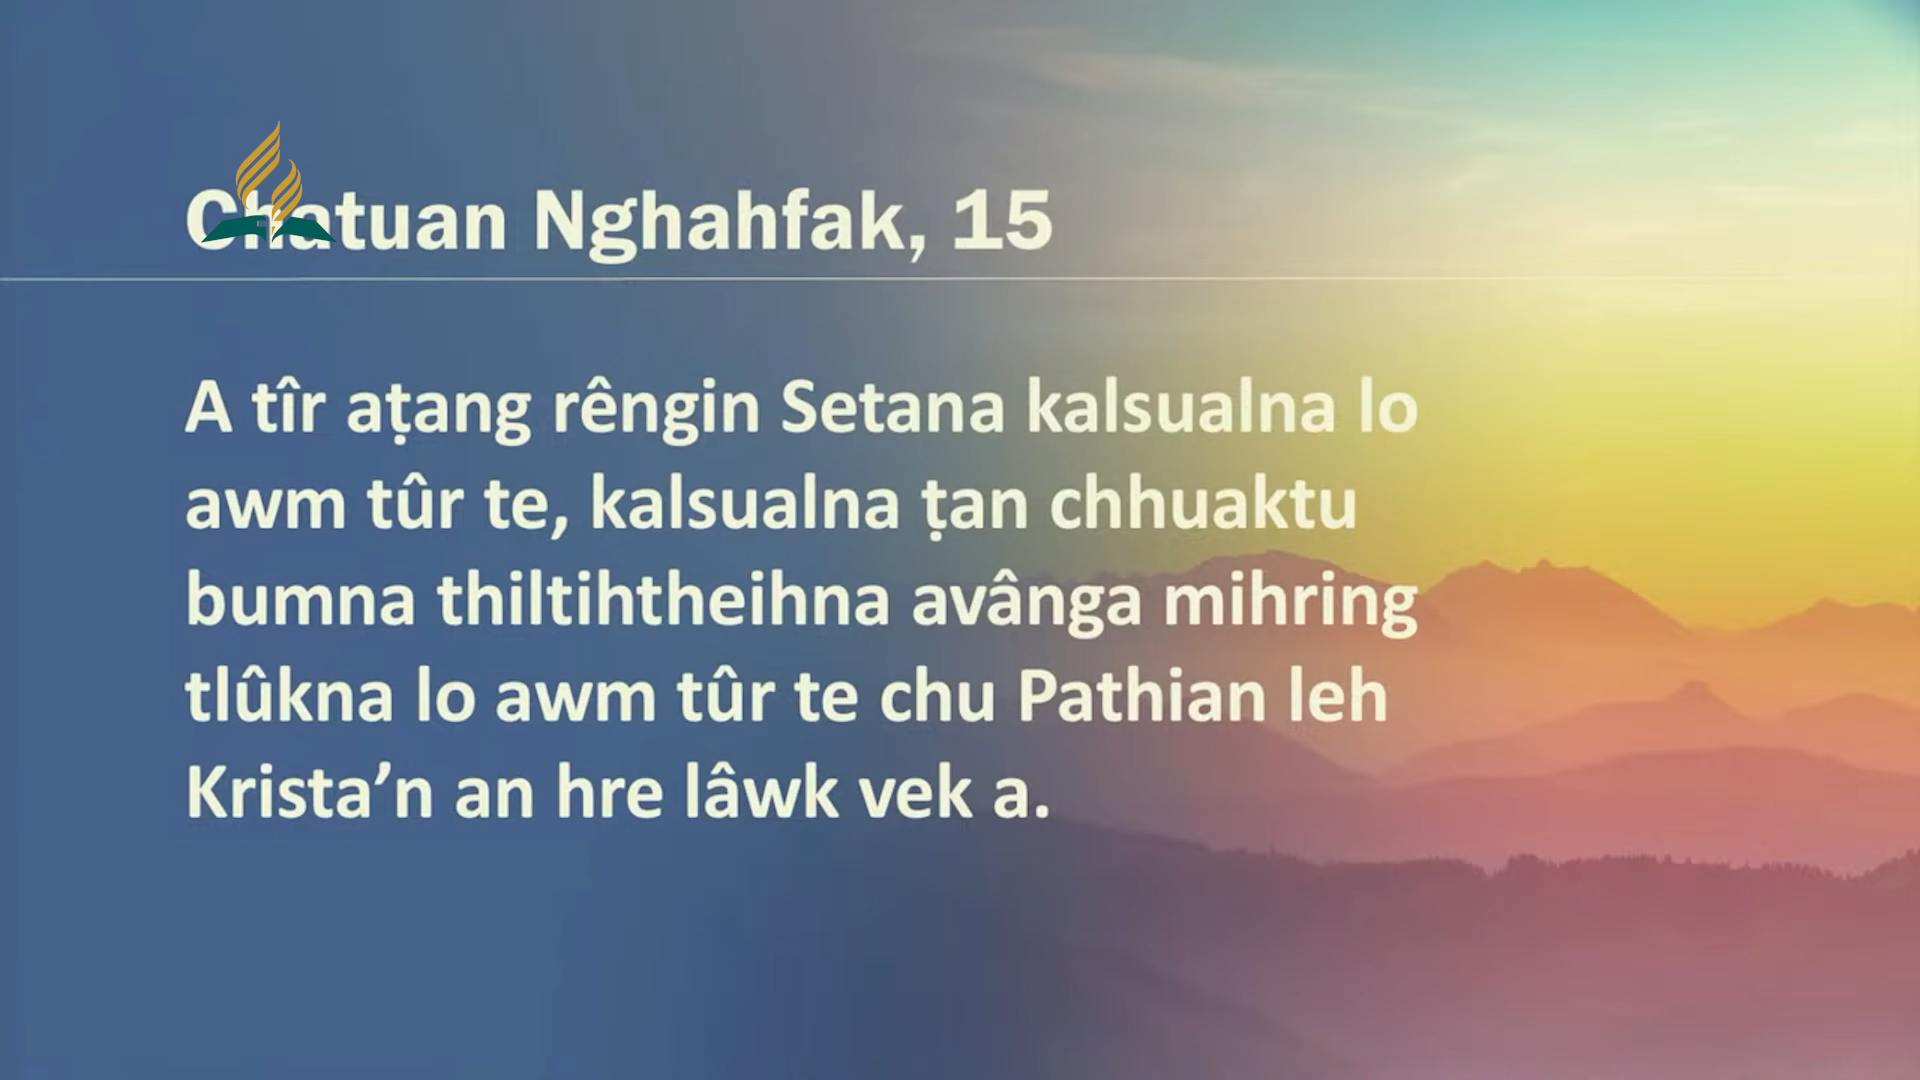 Chatuan Nghahfak, 15
A tîr aṭang rêngin Setana kalsualna lo
awm tûr te, kalsualna ṭan chhuaktu
bumna thiltihtheihna avânga mihring
tlûkna lo awm tûr te chu Pathian leh
Krista’n an hre lâwk vek a.